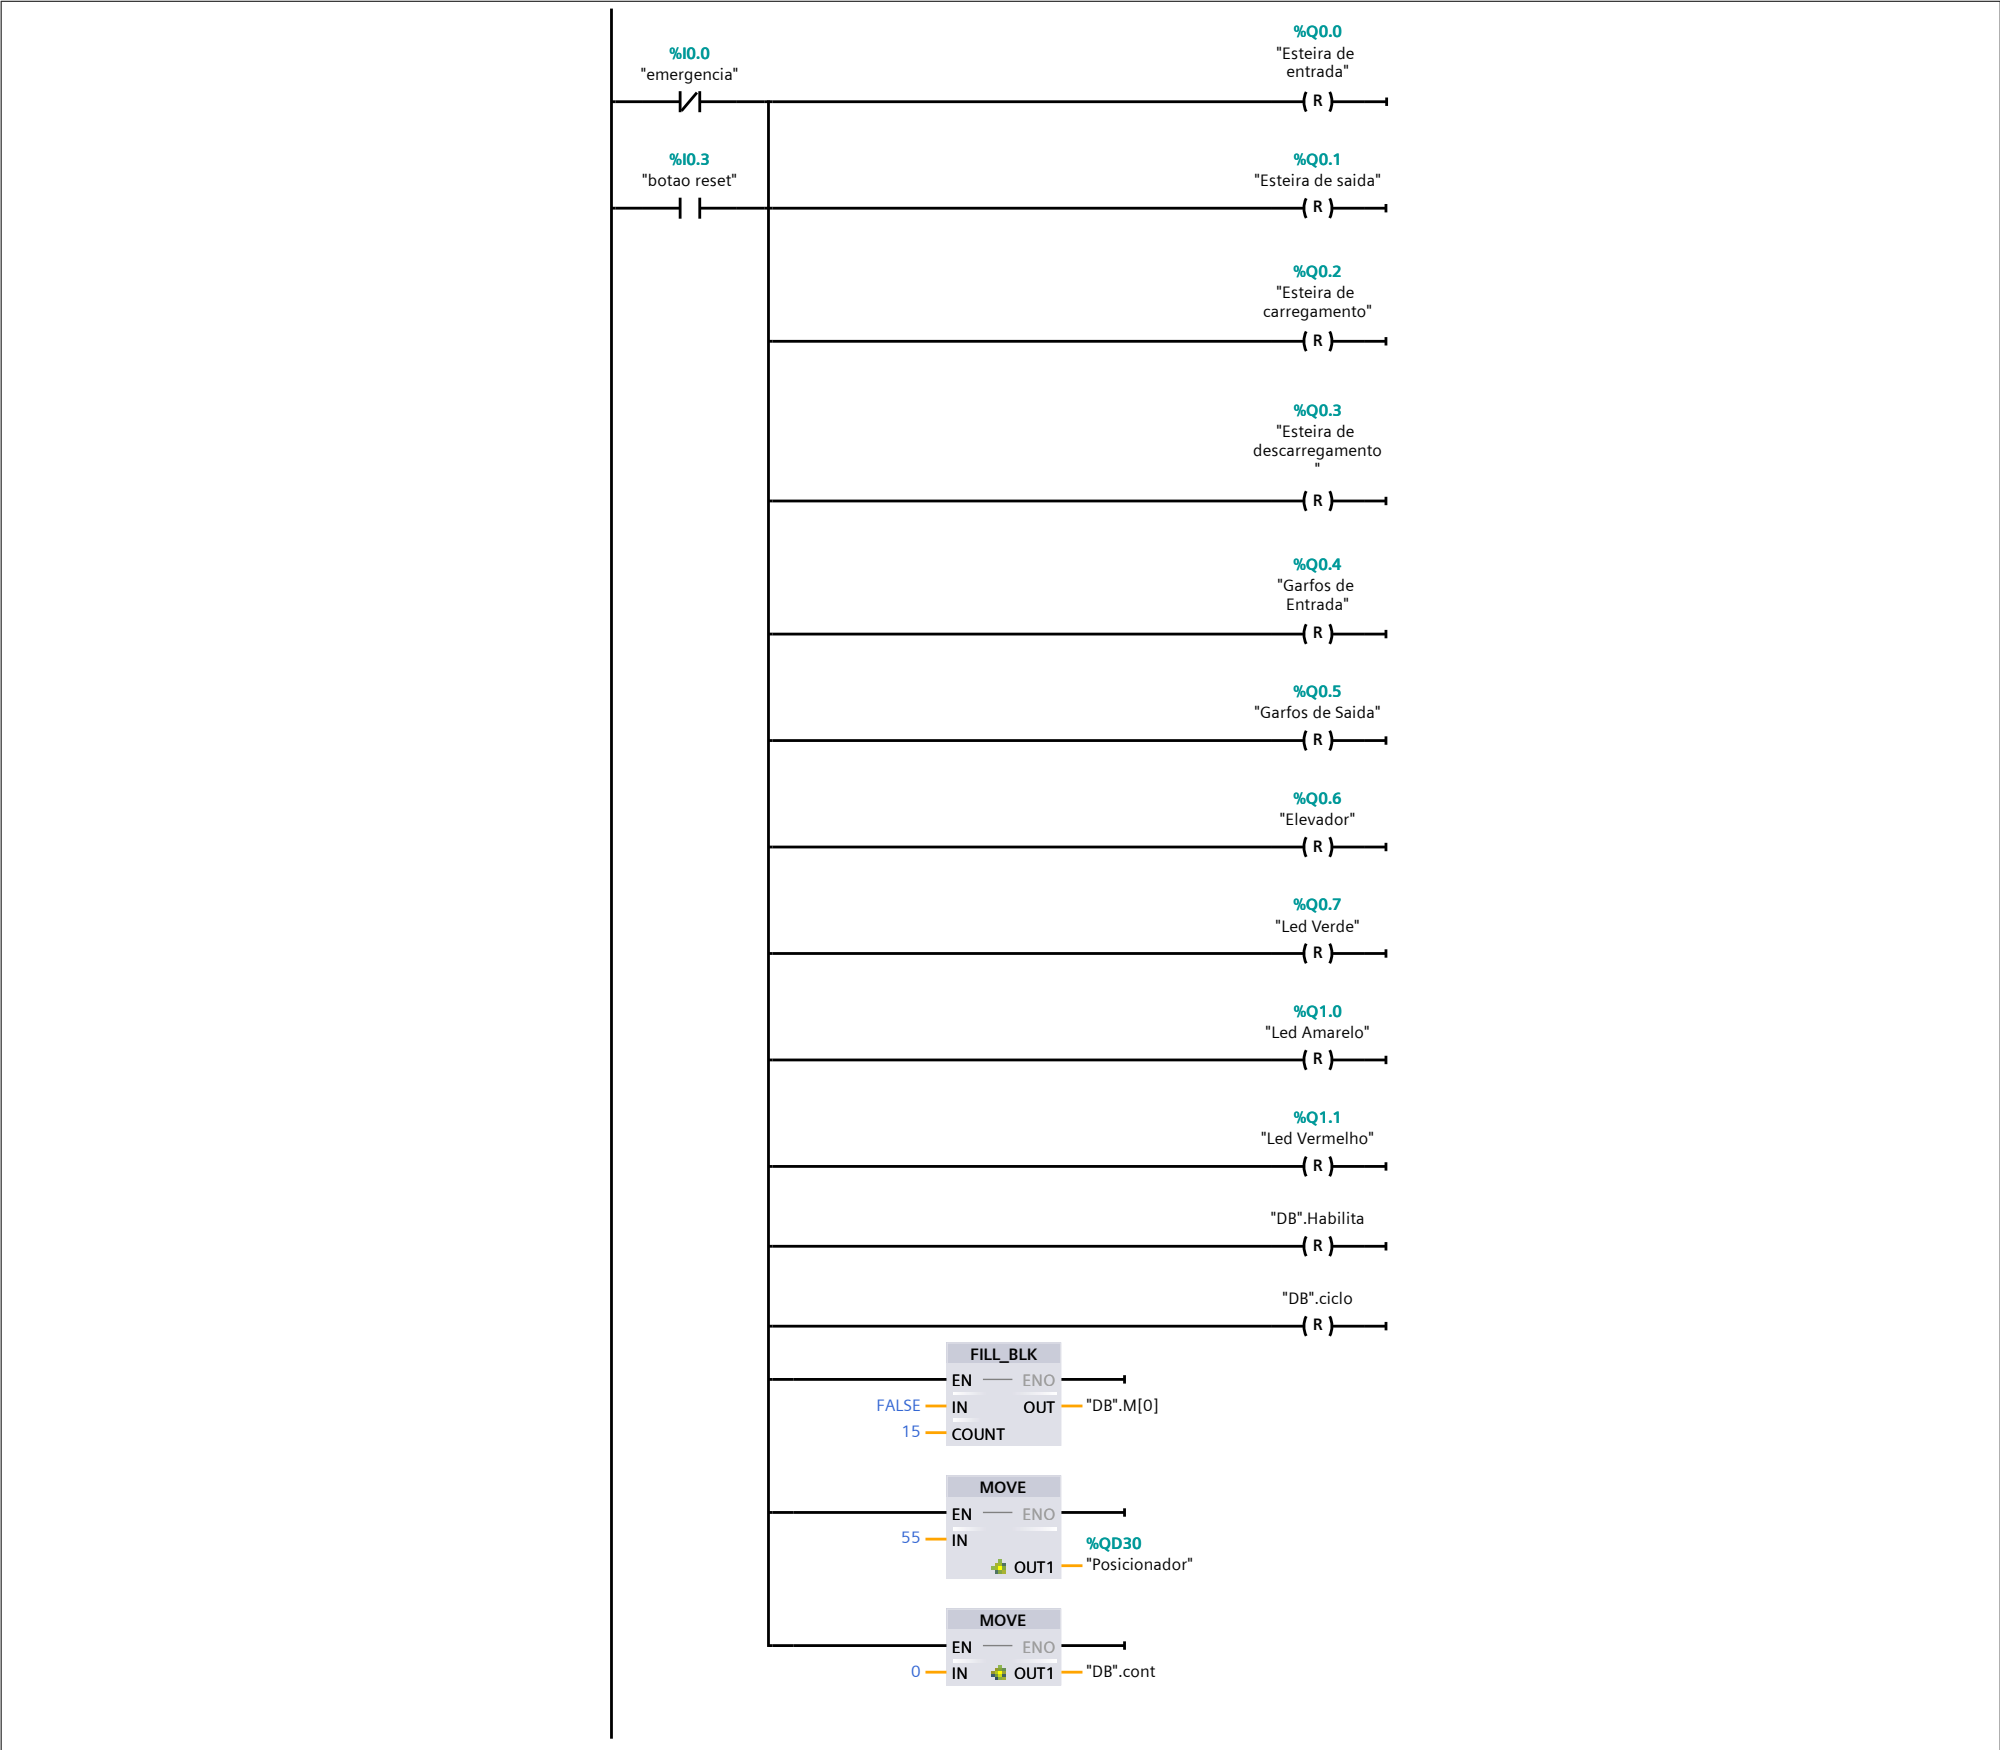 %I0.0
"emergencia"
%Q0.0
"Esteira de
entrada"
( R )
%I0.3
"botao reset"
%Q0.1
"Esteira de saida"
( R )
%Q0.2
"Esteira de
carregamento"
( R )
%Q0.3
"Esteira de
descarregamento
"
( R )
%Q0.4
"Garfos de
Entrada"
( R )
%Q0.5
"Garfos de Saida"
( R )
%Q0.6
"Elevador"
( R )
%Q0.7
"Led Verde"
( R )
%Q1.0
"Led Amarelo"
( R )
%Q1.1
"Led Vermelho"
( R )
"DB".Habilita
( R )
"DB".ciclo
( R )
FILL_BLK
EN ENO
FALSE IN OUT "DB".M[0]
15 COUNT
MOVE
EN ENO
55 IN
%QD30
OUT1 "Posicionador"
MOVE
EN ENO
0 IN OUT1 "DB".cont